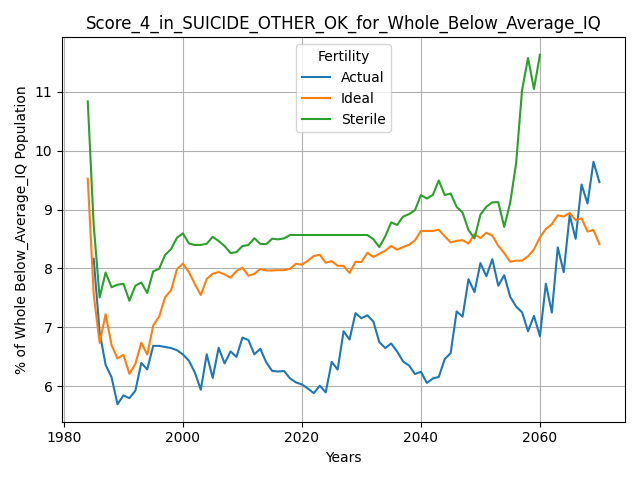 Score_4_in_SUICIDE_OTHER_OK_for_Whole_Below_Average_IQ
Fertility
Actual
Ideal
Sterile
% of Whole Below_Average_IQ Population
11
10
9
8
7
6
1980
2000
2020
2040
2060
Years